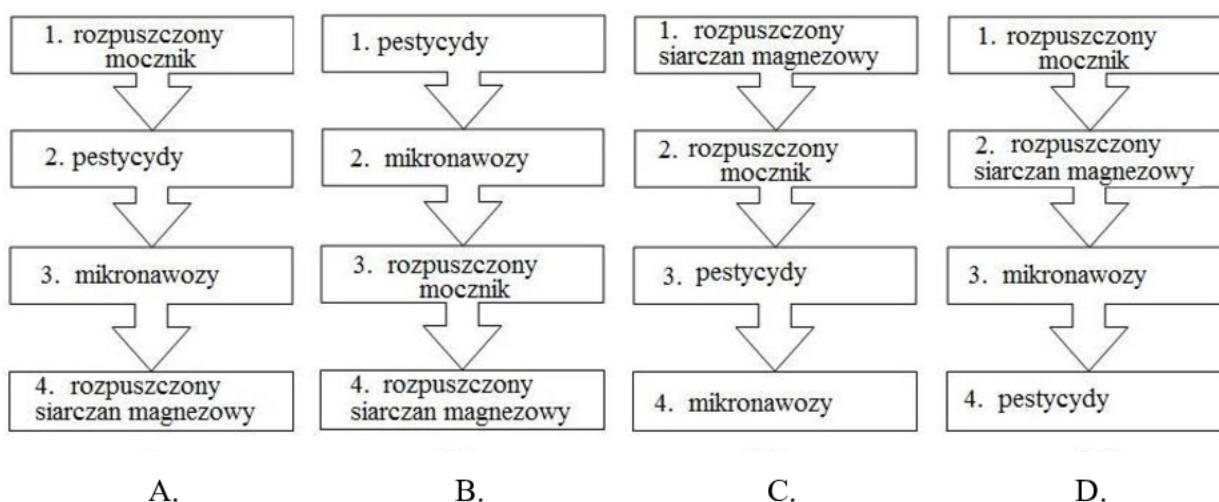 1. rozpuszczony
mocznik
2. pestycydy
3. mikronawozy
4. rozpuszczony
siarczan magnezowy
A.
1. pestycydy
2. mikronawozy
3. rozpuszczony
mocznik
4. rozpuszczony
siarczan magnezowy
B.
1. rozpuszczony
siarczan magnezowy
2. rozpuszczony
mocznik
3. pestycydy
4. mikronawozy
C.
1. rozpuszczony
mocznik
2. rozpuszczony
siarczan magnezowy
3. mikronawozy
4. pestycydy
D.